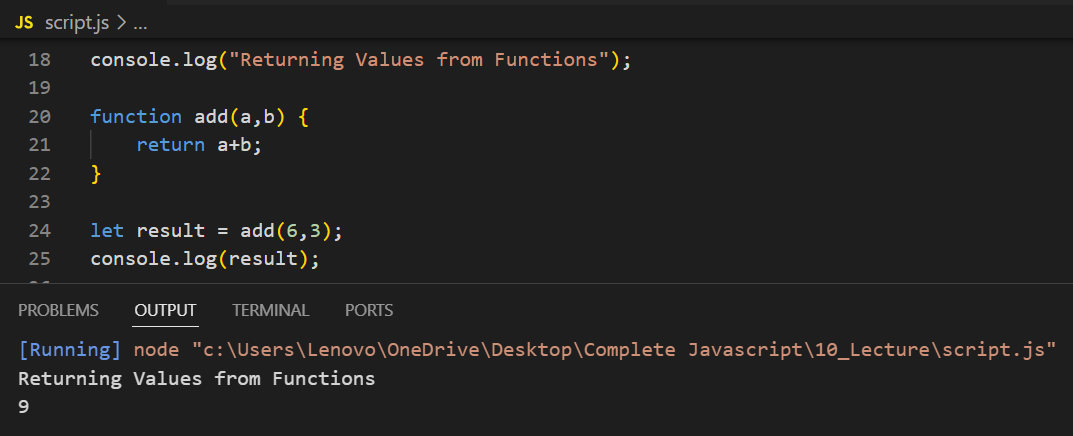 JS script.js > ...
18 console.log("Returning Values from Functions");
19
20 function add(a,b) {
21     return a+b;
22 }
23
24 let result = add(6,3);
25 console.log(result);
PROBLEMS OUTPUT TERMINAL PORTS
[Running] node "c:\Users\Lenovo\OneDrive\Desktop\Complete Javascript\10_Lecture\script.js"
Returning Values from Functions
9